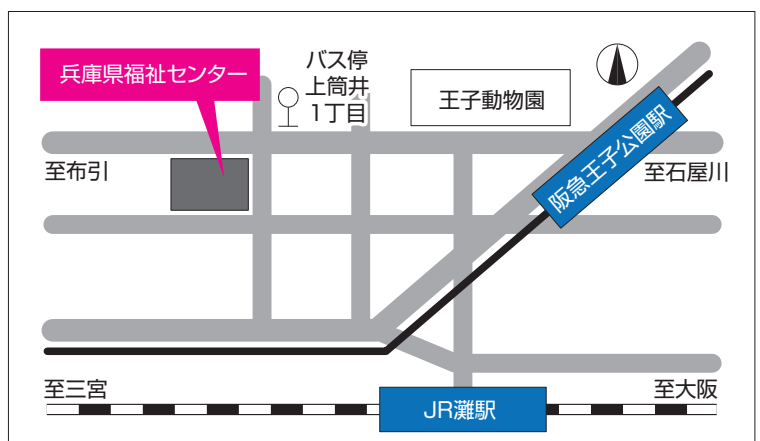 兵庫県福祉センター
バス停
上筒井
1丁目
王子動物園
阪急王子公園駅
至布引
至石屋川
至三宮
至大阪
JR灘駅